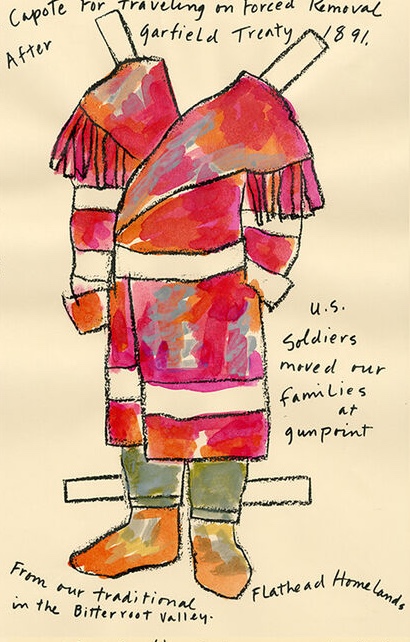 Capote for Traveling on Forced Removal
After Garfield Treaty 1891.
U.S.
Soldiers
moved our
families
at
gunpoint
From our traditional Flathead Homelands
in the Bitterroot Valley.